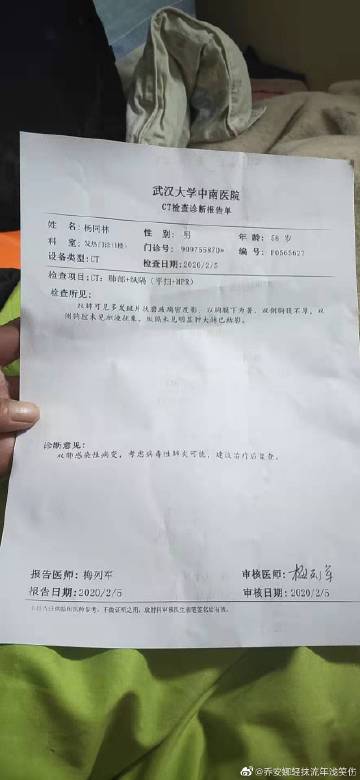 武汉大学中南医院
CT检查诊断报告单
姓 名：杨同林 性 别：男 年 龄：58 岁
科 室：发热门诊(1楼) 门诊号： 编 号：P0565627
设备类型：CT 检查日期：2020/2/5
检查项目：CT：肺部+纵隔（平扫+MPR）
检查所见：
双肺可见多发斑片状磨玻璃密度影，以胸膜下为著，双侧胸膜不厚，双
侧胸腔未见积液征象，纵隔未见明显肿大淋巴结影。
诊断意见：
双肺感染性病变，考虑病毒性肺炎可能，建议治疗后复查。
报告医师：梅列军 审核医师：梅列军
报告日期：2020/2/5 审核日期：2020/2/5
@乔安娜轻抹流年浅笑伤